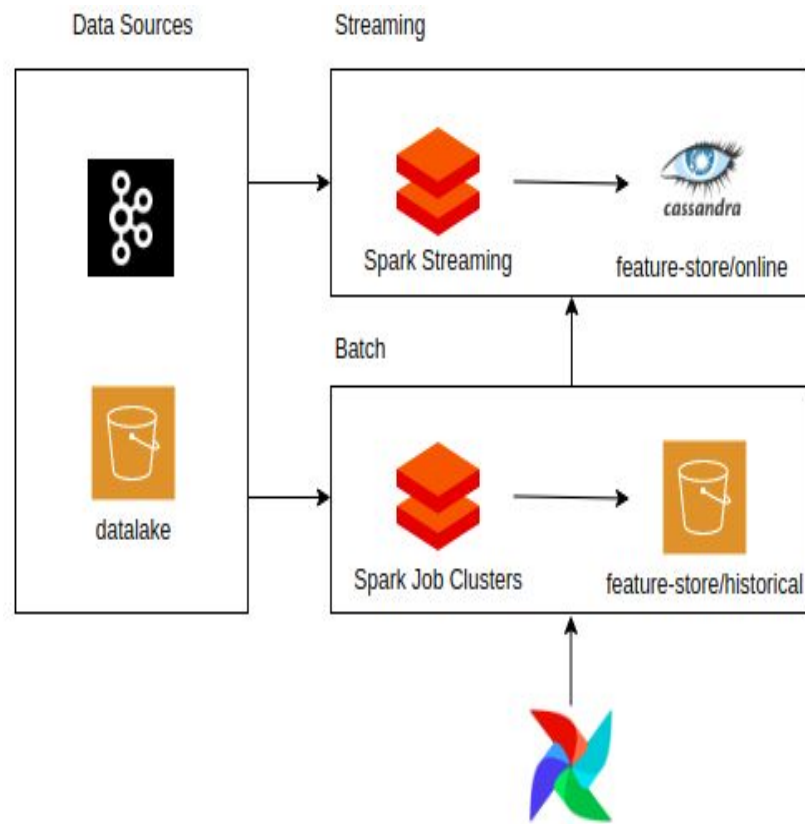 Data Sources
Streaming
cassandra
Spark Streaming
feature-store/online
Batch
datalake
Spark Job Clusters
feature-store/historical